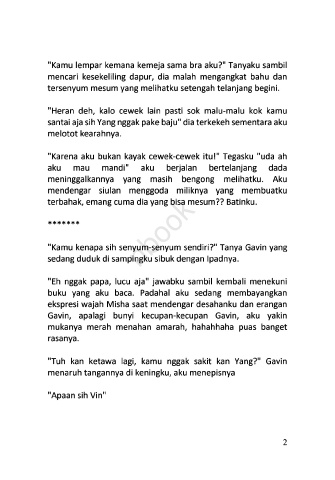 "Kamu lempar kemana kemeja sama bra aku?" Tanyaku sambil
mencari kesekeliling dapur, dia malah mengangkat bahu dan
tersenyum mesum yang melihatku setengah telanjang begini.
"Heran deh, kalo cewek lain pasti sok malu-malu kok kamu
santai aja sih Yang nggak pake baju" dia terkekeh sementara aku
melotot kearahnya.
"Karena aku bukan kayak cewek-cewek itu!" Tegasku "uda ah
aku mau mandi" aku berjalan bertelanjang dada
meninggalkannya yang masih bengong melihatku. Aku
mendengar siulan menggoda miliknya yang membuatku
terbahak, emang cuma dia yang bisa mesum?? Batinku.
*******
"Kamu kenapa sih senyum-senyum sendiri?" Tanya Gavin yang
sedang duduk di sampingku sibuk dengan Ipadnya.
"Eh nggak papa, lucu aja" jawabku sambil kembali menekuni
buku yang aku baca. Padahal aku sedang membayangkan
ekspresi wajah Misha saat mendengar desahanku dan erangan
Gavin, apalagi bunyi kecupan-kecupan Gavin, aku yakin
mukanya merah menahan amarah, hahahhaha puas banget
rasanya.
"Tuh kan ketawa lagi, kamu nggak sakit kan Yang?" Gavin
menaruh tangannya di keningku, aku menepisnya
"Apaan sih Vin"
2